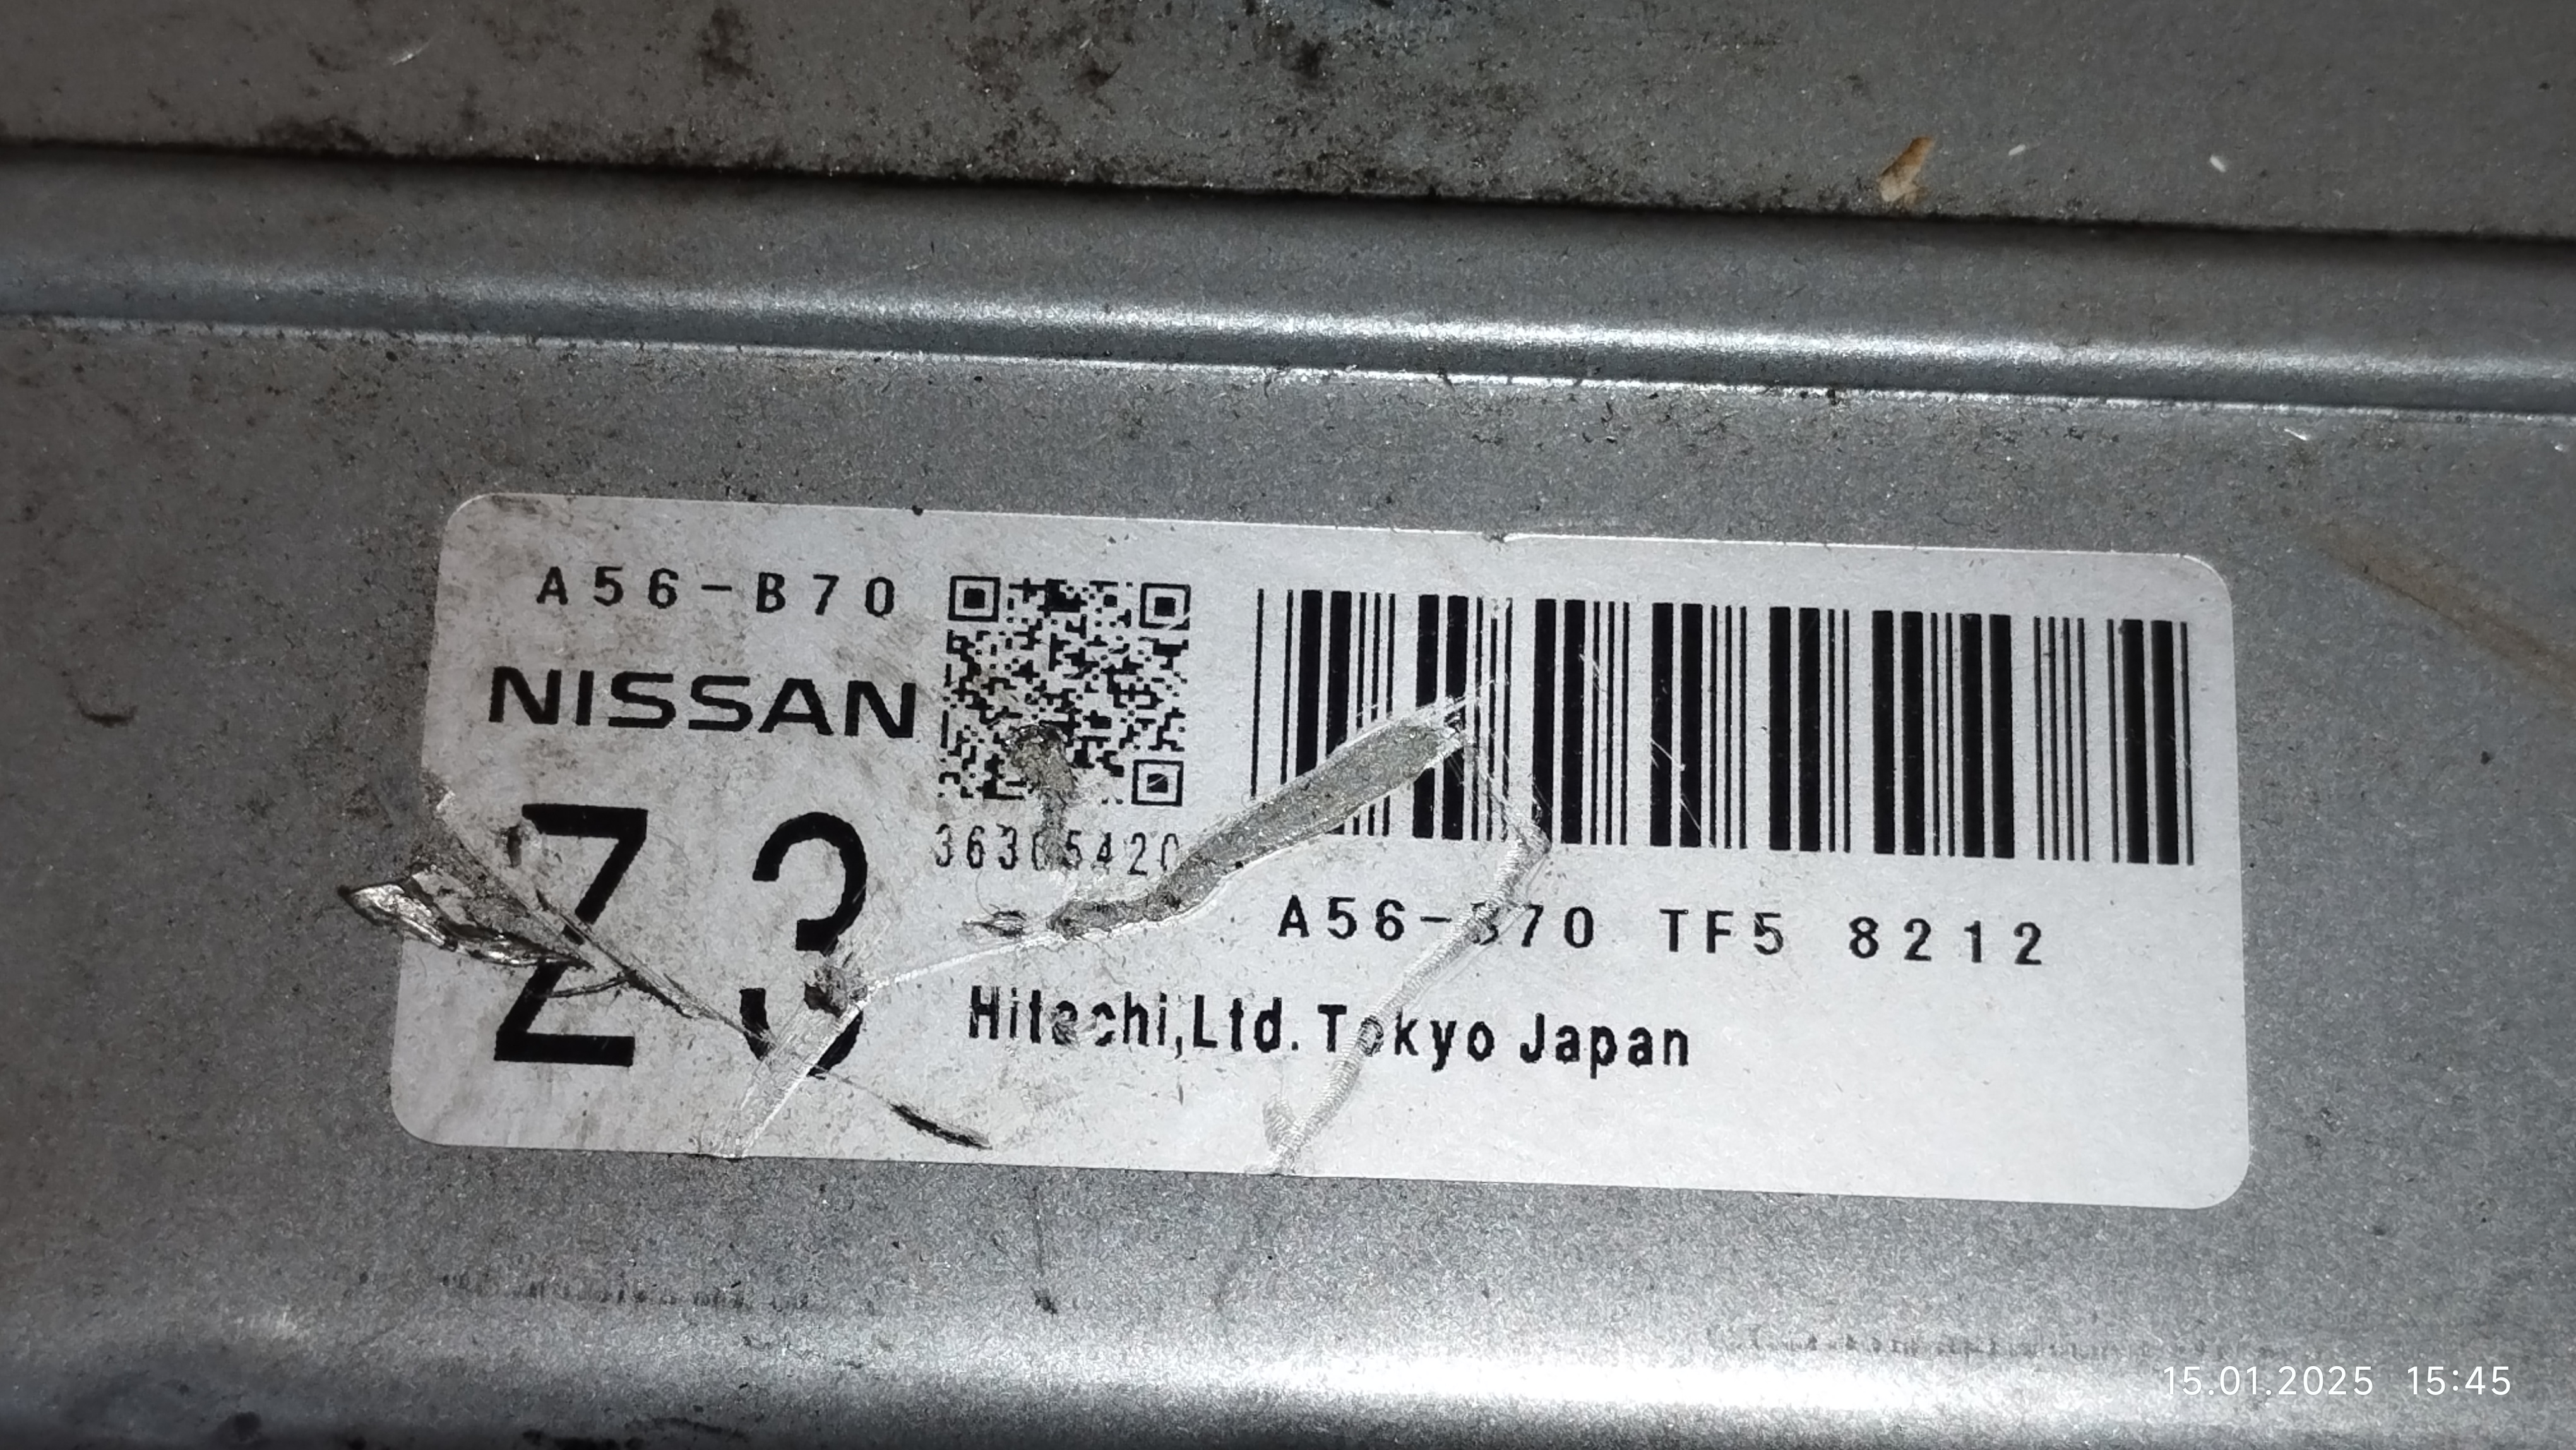 A56-B70
NISSAN
Z3
A56-B70 TF5 8212
Hitachi,Ltd. Tokyo Japan
15.01.2025 15:45